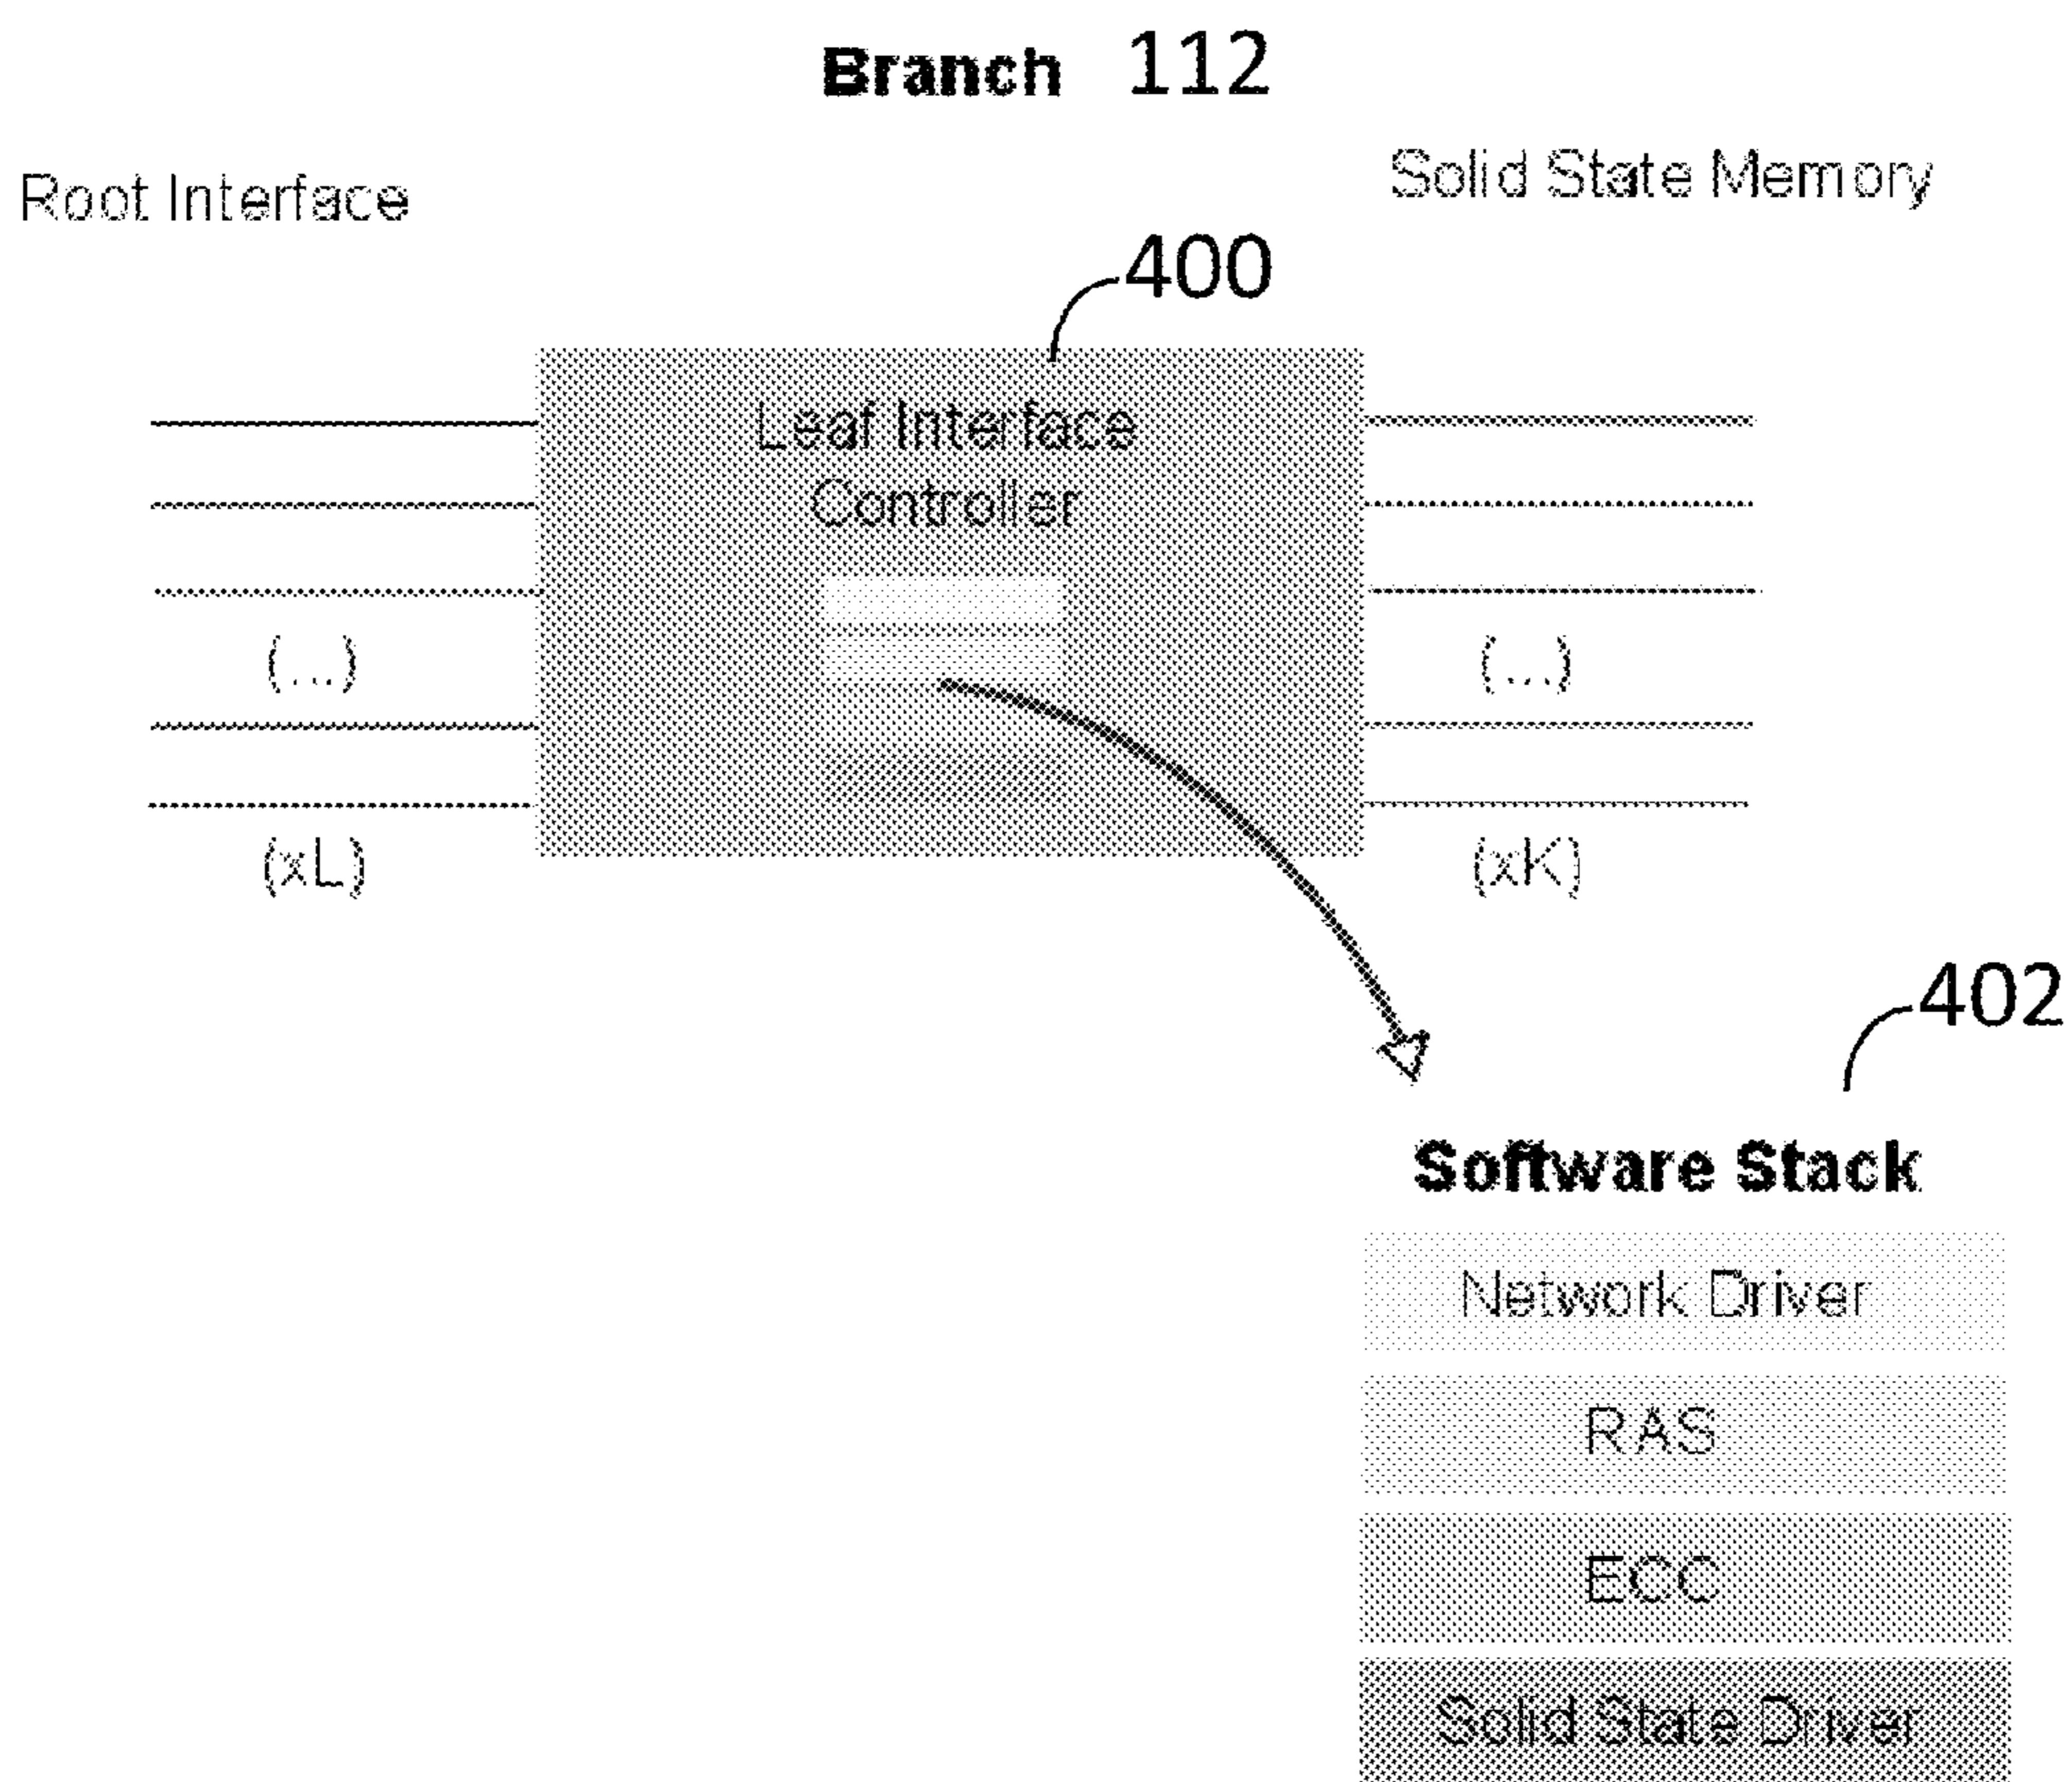 Branch 112
Root Interface
Solid State Memory
400
Leaf Interface
Controller
(...)
(...)
(xL)
(xK)
402
Software Stack
Network Driver
RAS
ECC
Solid State Driver